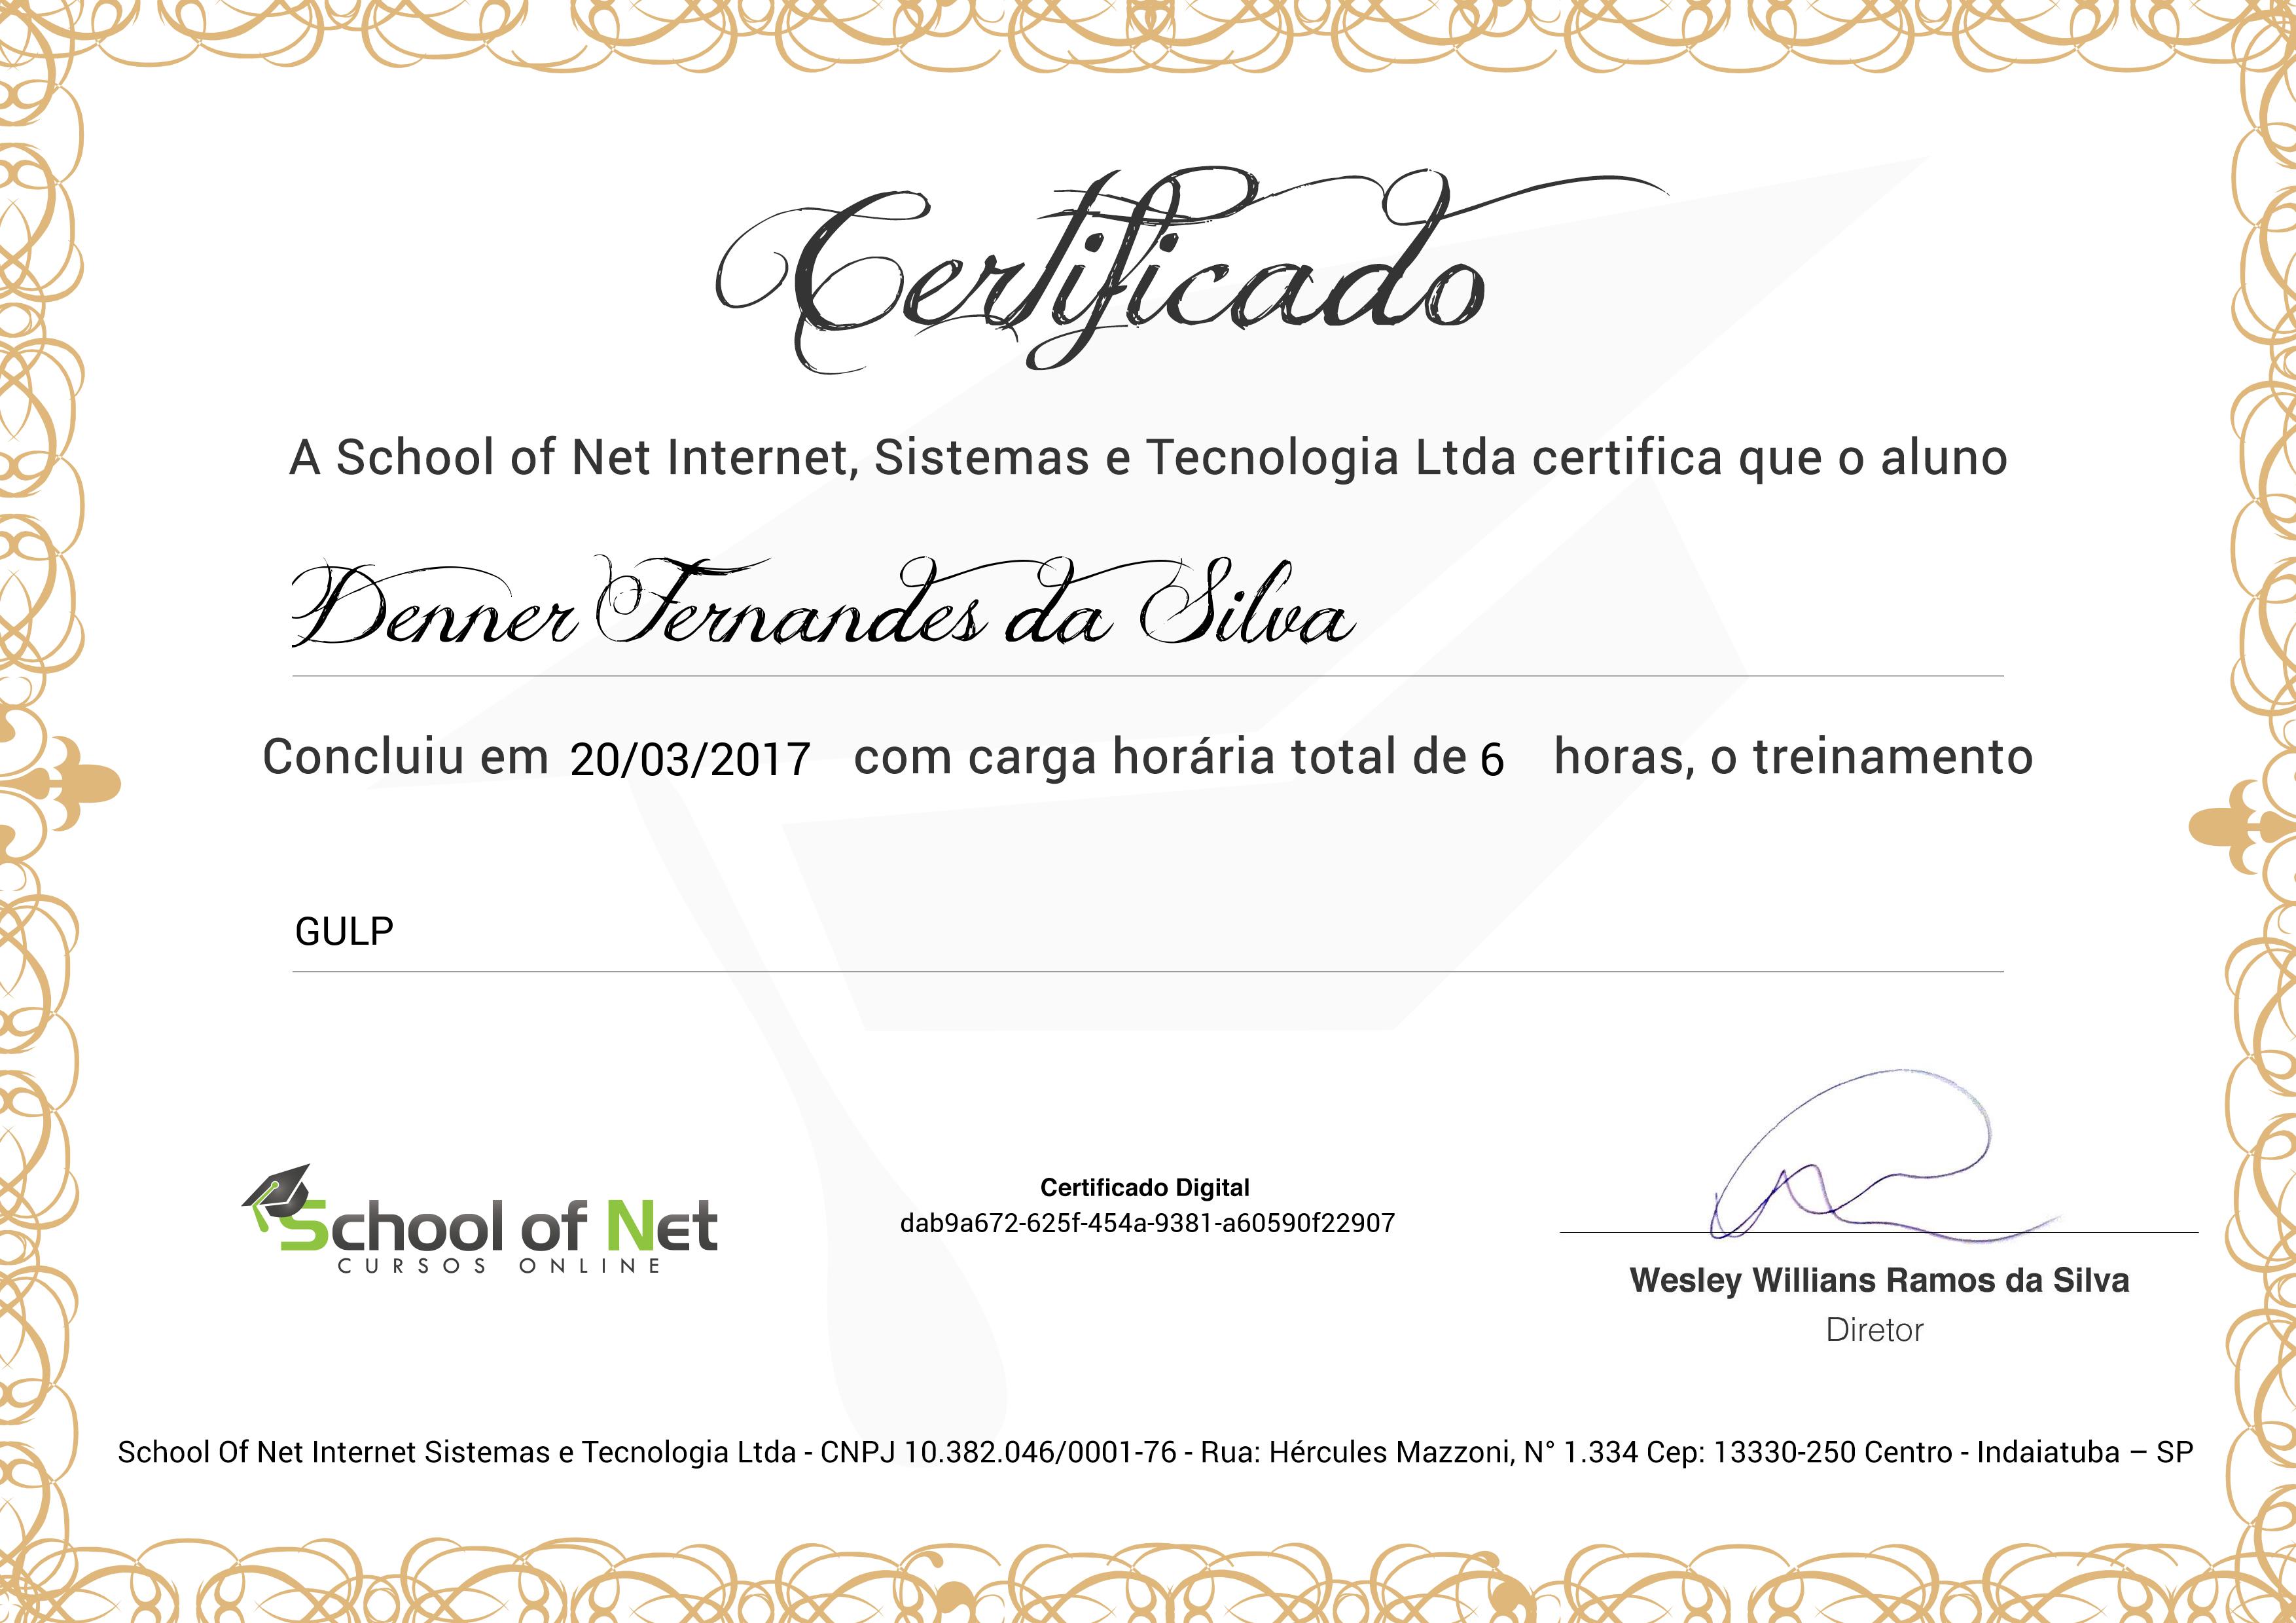 Certificado
A School of Net Internet, Sistemas e Tecnologia Ltda certifica que o aluno
Denner Fernandes da Silva
Concluiu em 20/03/2017 com carga horária total de 6 horas, o treinamento
GULP
School of Net
CURSOS ONLINE
Certificado Digital
dab9a672-625f-454a-9381-a60590f22907
Wesley Willians Ramos da Silva
Diretor
School Of Net Internet Sistemas e Tecnologia Ltda - CNPJ 10.382.046/0001-76 - Rua: Hércules Mazzoni, N° 1.334 Cep: 13330-250 Centro - Indaiatuba – SP